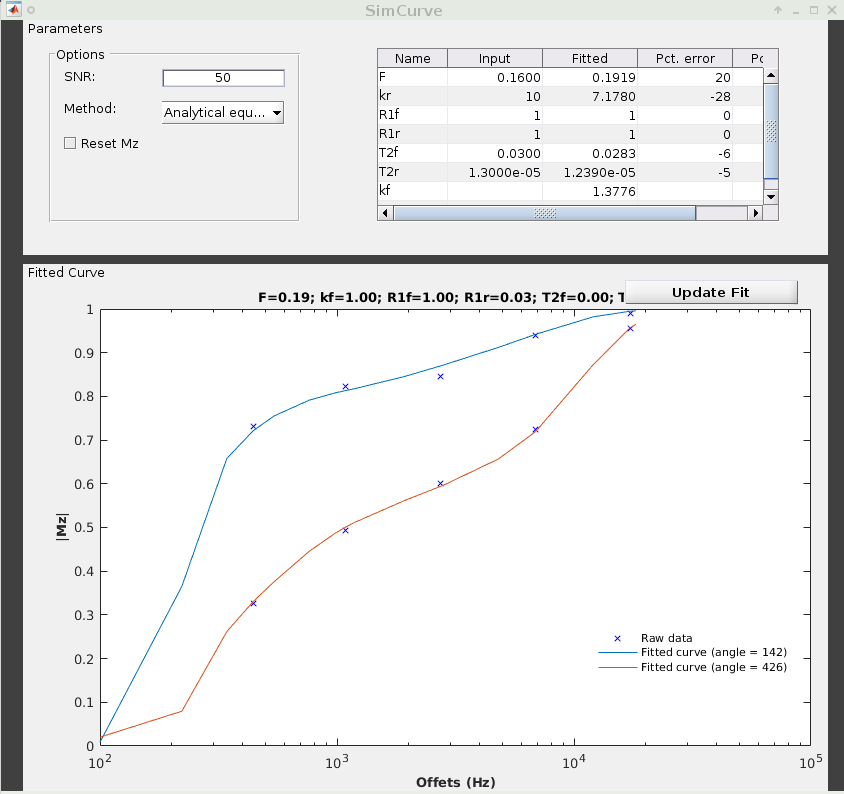 SimCurve
Parameters
Options
SNR: 50
Method: Analytical equ...
Reset Mz
Name Input Fitted Pct. error Pc
F 0.1600 0.1919 20
kr 10 7.1780 -28
R1f 1 1 0
R1r 1 1 0
T2f 0.0300 0.0283 -6
T2r 1.3000e-05 1.2390e-05 -5
kf 1.3776
Fitted Curve
Update Fit
F=0.19; kf=1.00; R1f=1.00; R1r=0.03; T2f=0.00; T
1
0.9
0.8
0.7
0.6
0.5
0.4
0.3
0.2
0.1
0
|Mz|
Raw data
Fitted curve (angle = 142)
Fitted curve (angle = 426)
10^2 10^3 10^4 10^5
Offets (Hz)